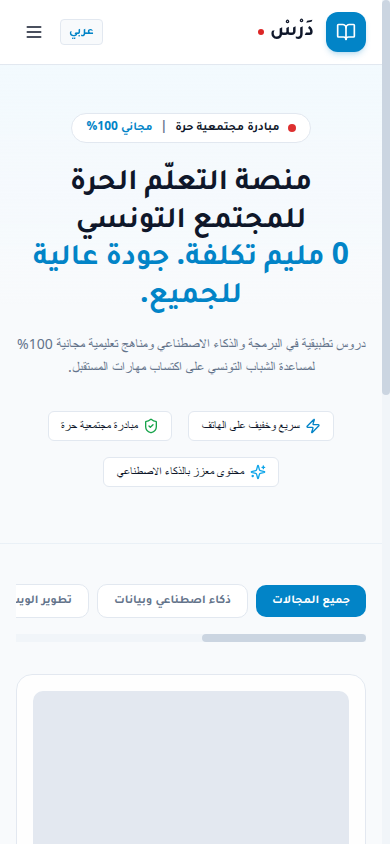 دَرْسْ
عربي
مبادرة مجتمعية حرة | مجاني 100%
منصة التعلّم الحرة
للمجتمع التونسي
0 مليم تكلفة. جودة عالية
للجميع.
دروس تطبيقية في البرمجة والذكاء الاصطناعي ومناهج تعليمية مجانية 100%
لمساعدة الشباب التونسي على اكتساب مهارات المستقبل.
سريع وخفيف على الهاتف
مبادرة مجتمعية حرة
محتوى معزز بالذكاء الاصطناعي
جميع المجالات
ذكاء اصطناعي وبيانات
تطوير الويب